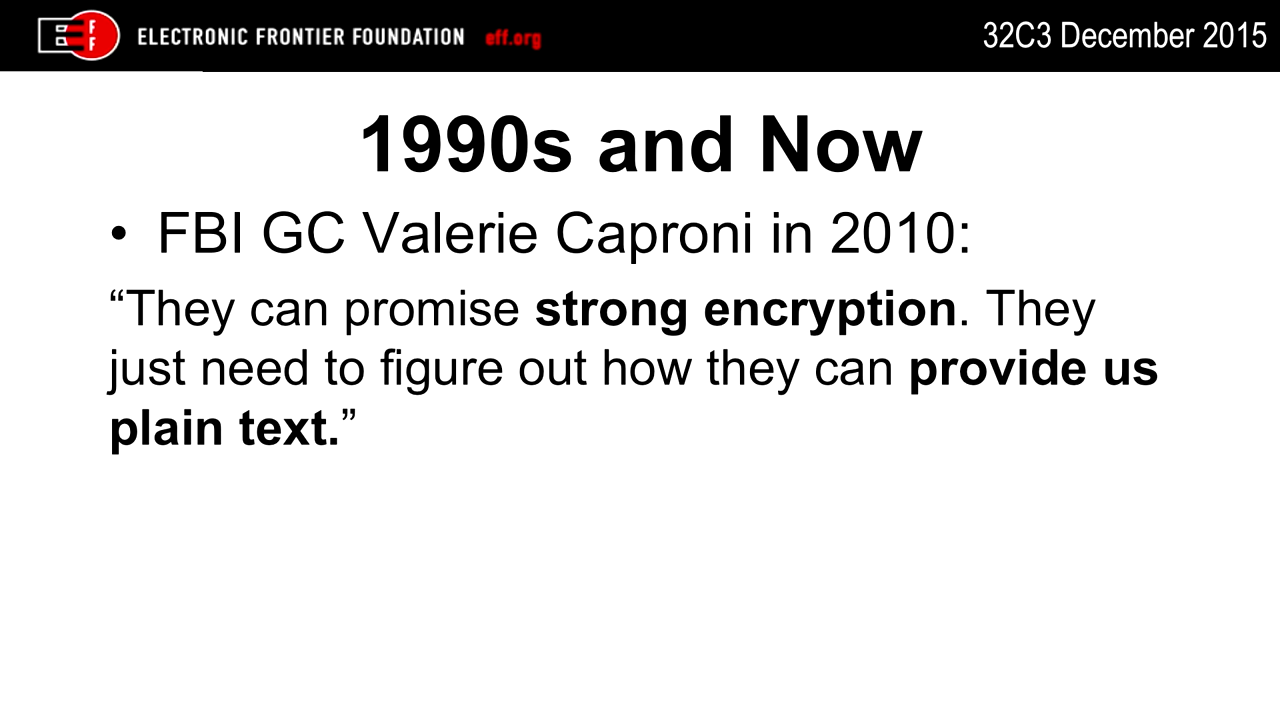 EFF ELECTRONIC FRONTIER FOUNDATION eff.org
32C3 December 2015
1990s and Now
• FBI GC Valerie Caproni in 2010:
“They can promise strong encryption. They
just need to figure out how they can provide us
plain text.”